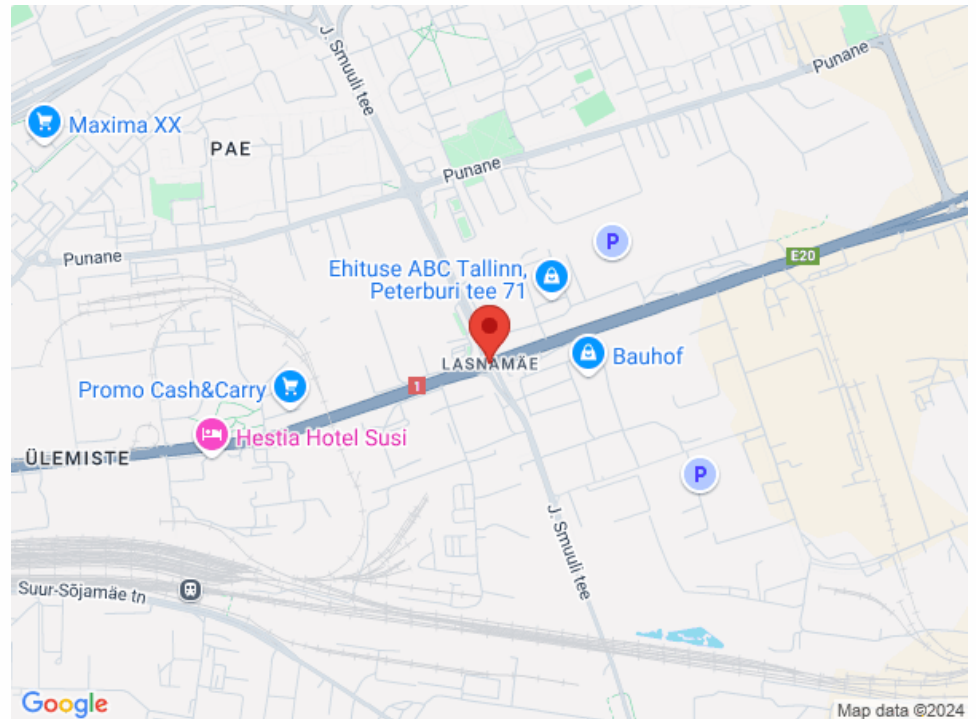 J. Smuuli tee
Punane
Maxima XX
PAE
Punane
Punane
P
E20
Ehituse ABC Tallinn,
Peterburi tee 71
LASNAMÄE
Bauhof
1
Promo Cash&Carry
Hestia Hotel Susi
ÜLEMISTE
P
J. Smuuli tee
Suur-Sõjamäe tn
Google
Map data ©2024